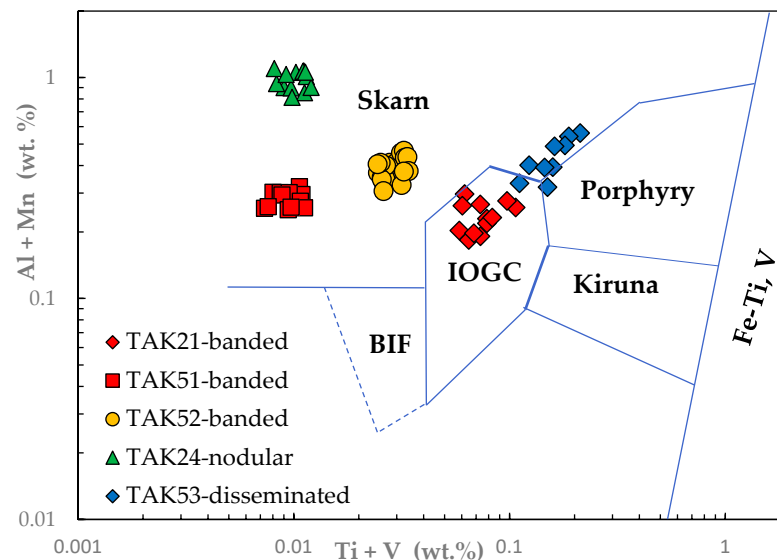 1
0.1
0.01
Al + Mn (wt. %)
Skarn
Porphyry
IOGC
Kiruna
BIF
Fe-Ti, V
TAK21-banded
TAK51-banded
TAK52-banded
TAK24-nodular
TAK53-disseminated
0.001
0.01
0.1
1
Ti + V (wt.%)